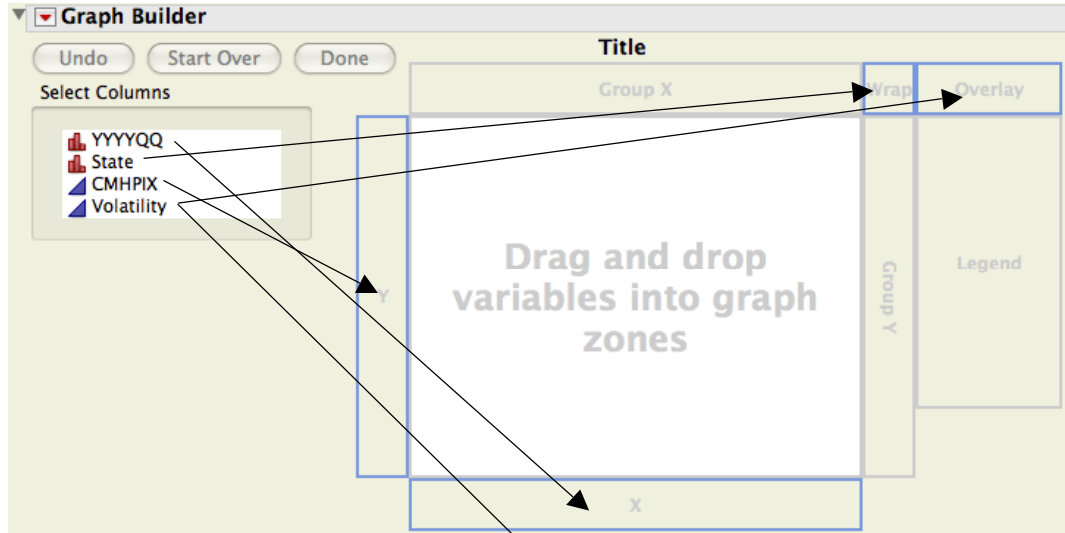 Graph Builder
Undo Start Over Done
Title
Select Columns
Group X
Wrap
Overlay
YYYYQQ
State
CMHPIX
Volatility
Y
Drag and drop
variables into graph
zones
Group Y
Legend
X